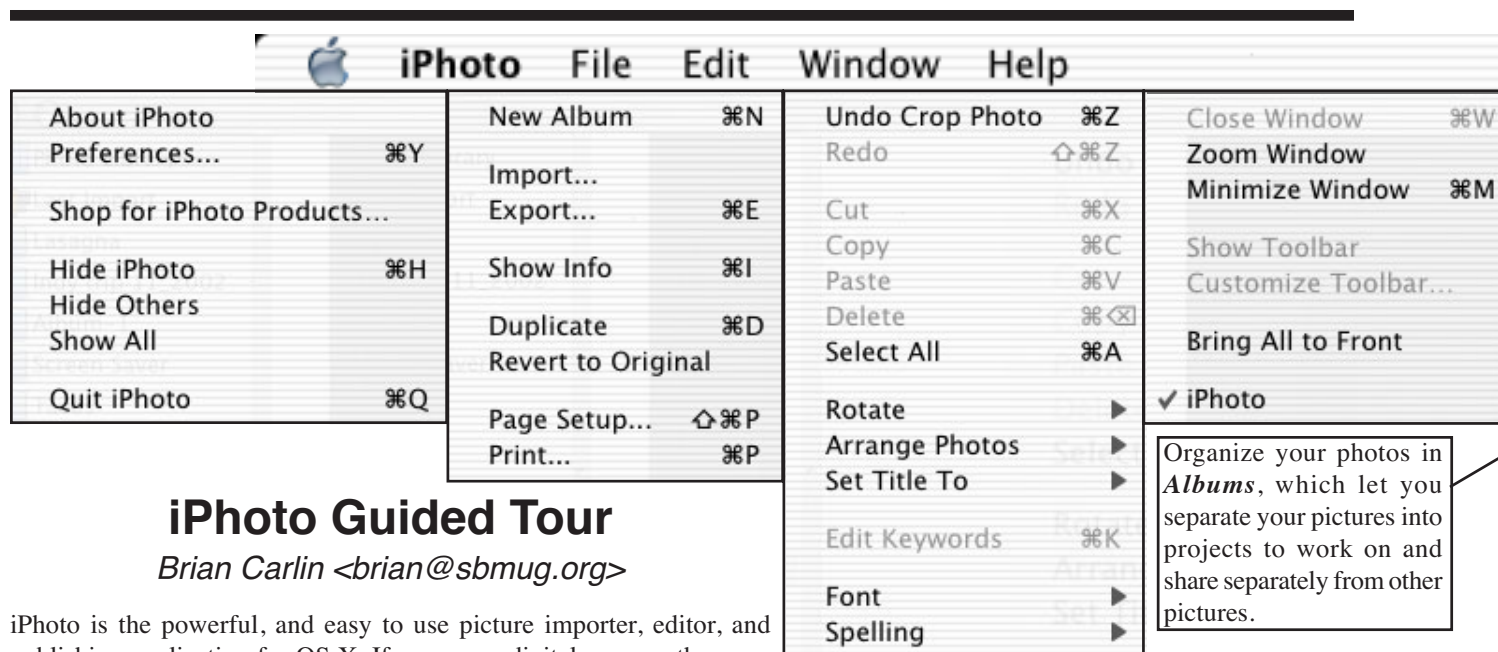 iPhoto File Edit Window Help
About iPhoto
Preferences... ⌘Y
Shop for iPhoto Products...
Hide iPhoto ⌘H
Hide Others
Show All
Quit iPhoto ⌘Q
New Album ⌘N
Import...
Export... ⌘E
Show Info ⌘I
Duplicate ⌘D
Revert to Original
Page Setup... ⇧⌘P
Print... ⌘P
Undo Crop Photo ⌘Z
Redo ⇧⌘Z
Cut ⌘X
Copy ⌘C
Paste ⌘V
Delete ⌘⌫
Select All ⌘A
Rotate ▶
Arrange Photos ▶
Set Title To ▶
Edit Keywords ⌘K
Font ▶
Spelling ▶
Close Window ⌘W
Zoom Window
Minimize Window ⌘M
Show Toolbar
Customize Toolbar...
Bring All to Front
✓ iPhoto
Organize your photos in
Albums, which let you
separate your pictures into
projects to work on and
share separately from other
pictures.
iPhoto Guided Tour
Brian Carlin <brian@sbmug.org>
iPhoto is the powerful, and easy to use picture importer, editor, and